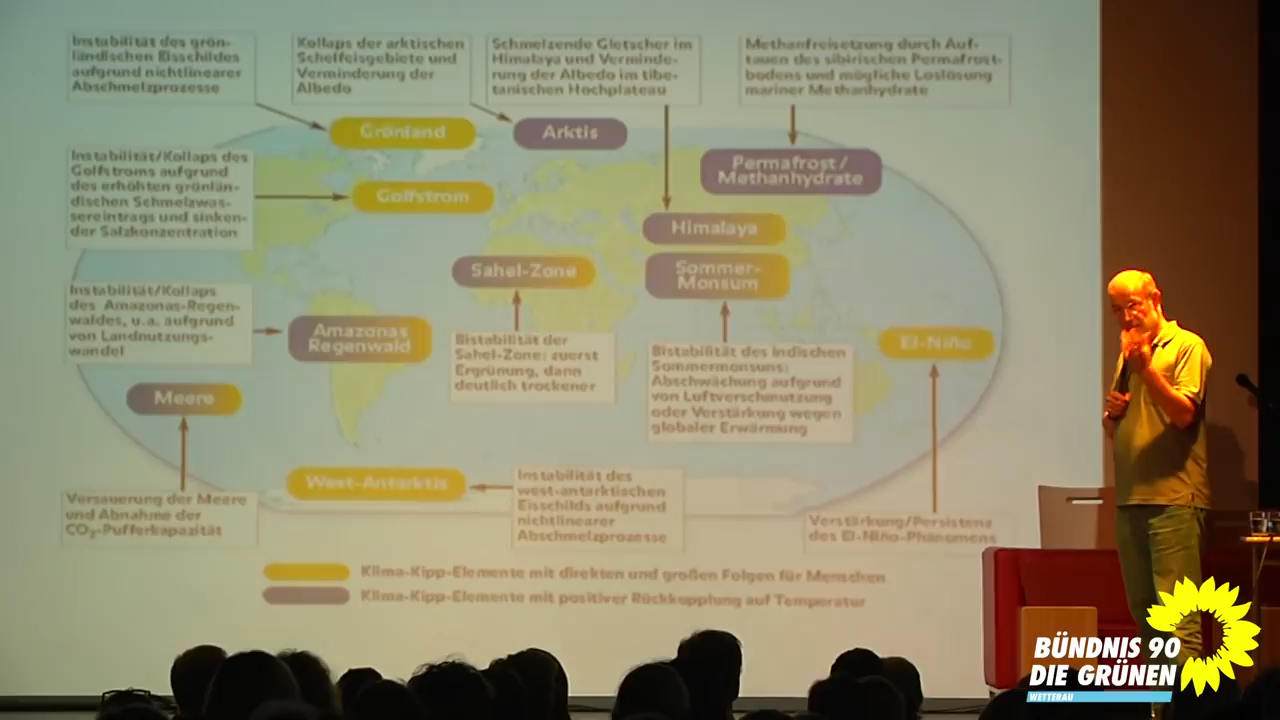 Instabilität des grön-
ländischen Eisschildes
aufgrund nichtlinearer
Abschmelzprozesse
Kollaps der arktischen
Schelfeisgebiete und
Verminderung der
Albedo
Schmelzende Gletscher im
Himalaya und Verminde-
rung der Albedo im tibe-
tanischen Hochplateau
Methanfreisetzung durch Auf-
tauen des sibirischen Permafrost-
bodens und mögliche Loslösung
mariner Methanhydrate
Grönland
Arktis
Permafrost/
Methanhydrate
Instabilität/Kollaps des
Golfstroms aufgrund
des erhöhten grönlän-
dischen Schmelzwas-
sereintrags und sinken-
der Salzkonzentration
Golfstrom
Himalaya
Sahel-Zone
Sommer-
Monsum
Instabilität/Kollaps
des Amazonas-Regen-
waldes, u.a. aufgrund
von Landnutzungs-
wandel
Amazonas
Regenwald
Bistabilität der
Sahel-Zone: zuerst
Ergrünung, dann
deutlich trockener
Bistabilität des indischen
Sommermonsuns:
Abschwächung aufgrund
von Luftverschmutzung
oder Verstärkung wegen
globaler Erwärmung
El-Niño
Meere
West-Antarktis
Instabilität des
west-antarktischen
Eisschilds aufgrund
nichtlinearer
Abschmelzprozesse
Versauerung der Meere
und Abnahme der
CO₂-Pufferkapazität
Verstärkung/Persistenz
des El-Niño-Phänomens
Klima-Kipp-Elemente mit direkten und großen Folgen für Menschen
Klima-Kipp-Elemente mit positiver Rückkopplung auf Temperatur
BÜNDNIS 90
DIE GRÜNEN
WETTERAU